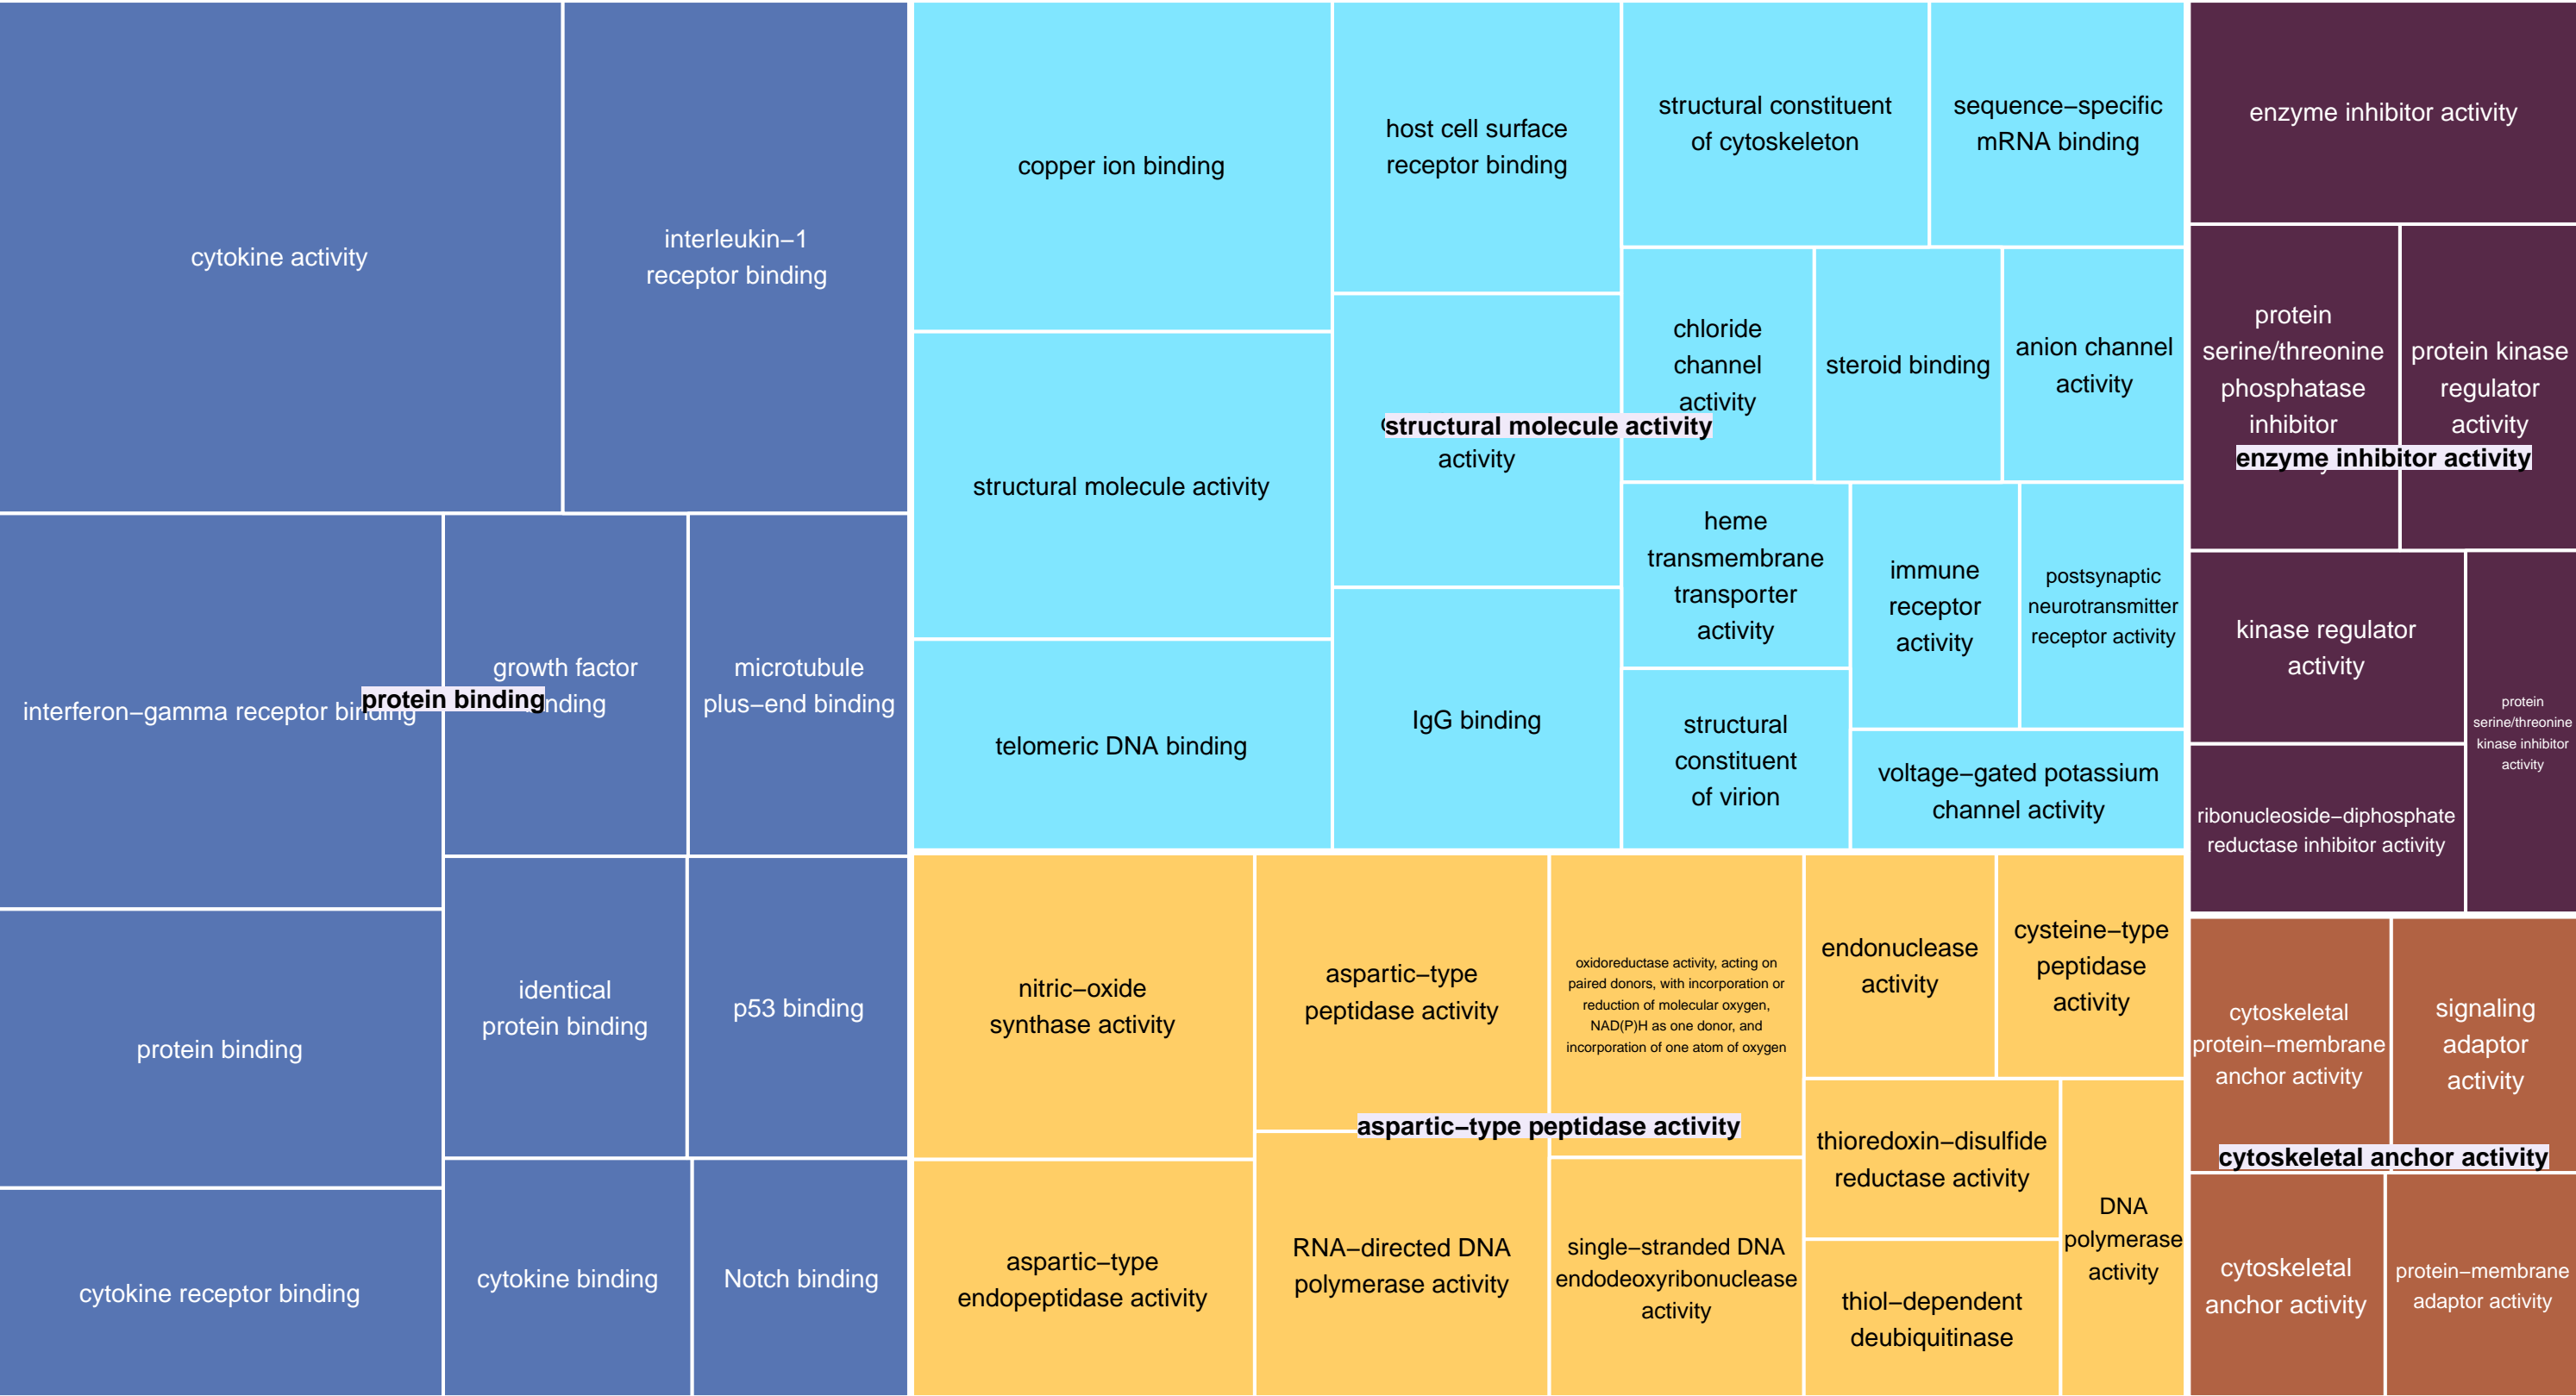 cytokine activity
interleukin−1
receptor binding
interferon−gamma receptor binding
growth factor
microtubule
plus−end binding
protein binding
protein binding
identical
protein binding
p53 binding
cytokine receptor binding
cytokine binding
Notch binding
copper ion binding
host cell surface
receptor binding
structural constituent
of cytoskeleton
sequence−specific
mRNA binding
structural molecule activity
activity
chloride
channel
activity
steroid binding
anion channel
activity
structural molecule activity
telomeric DNA binding
IgG binding
heme
transmembrane
transporter
activity
immune
receptor
activity
postsynaptic
neurotransmitter
receptor activity
structural
constituent
of virion
voltage−gated potassium
channel activity
nitric−oxide
synthase activity
aspartic−type
peptidase activity
oxidoreductase activity, acting on
paired donors, with incorporation or
reduction of molecular oxygen,
NAD(P)H as one donor, and
incorporation of one atom of oxygen
endonuclease
activity
cysteine−type
peptidase
activity
aspartic−type peptidase activity
aspartic−type
endopeptidase activity
RNA−directed DNA
polymerase activity
single−stranded DNA
endodeoxyribonuclease
activity
thioredoxin−disulfide
reductase activity
thiol−dependent
deubiquitinase
DNA
polymerase
activity
enzyme inhibitor activity
protein
serine/threonine
phosphatase
inhibitor
protein kinase
regulator
activity
enzyme inhibitor activity
kinase regulator
activity
protein
serine/threonine
kinase inhibitor
activity
ribonucleoside−diphosphate
reductase inhibitor activity
cytoskeletal
protein−membrane
anchor activity
signaling
adaptor
activity
cytoskeletal anchor activity
cytoskeletal
anchor activity
protein−membrane
adaptor activity